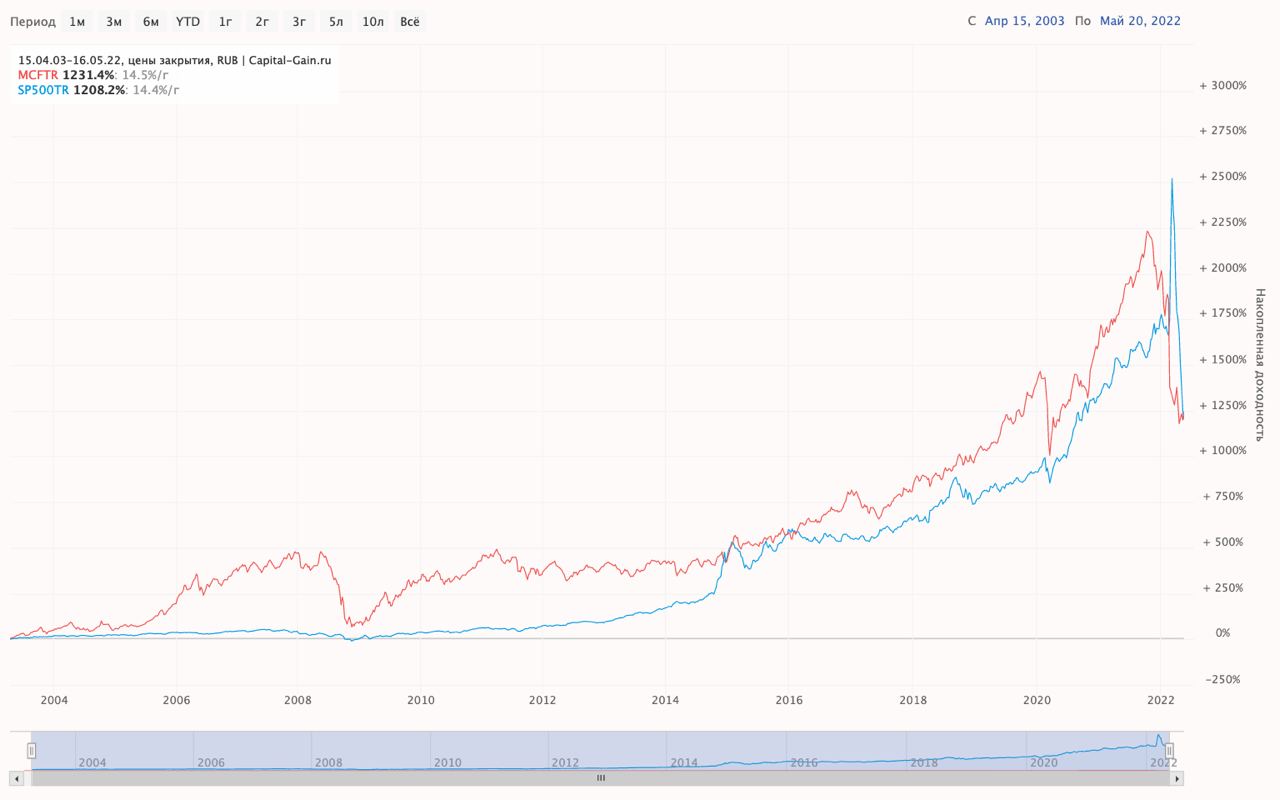 Период 1м 3м 6м YTD 1г 2г 3г 5л 10л Всё С Апр 15, 2003 По Май 20, 2022
15.04.03–16.05.22, цены закрытия, RUB | Capital-Gain.ru
MCFTR 1231.4%: 14.5%/г
SP500TR 1208.2%: 14.4%/г
+ 3000%
+ 2750%
+ 2500%
+ 2250%
+ 2000%
+ 1750%
+ 1500%
+ 1250%
+ 1000%
+ 750%
+ 500%
+ 250%
0%
-250%
Накопленная доходность
2004 2006 2008 2010 2012 2014 2016 2018 2020 2022
2004 2006 2008 2010 2012 2014 2016 2018 2020 2022